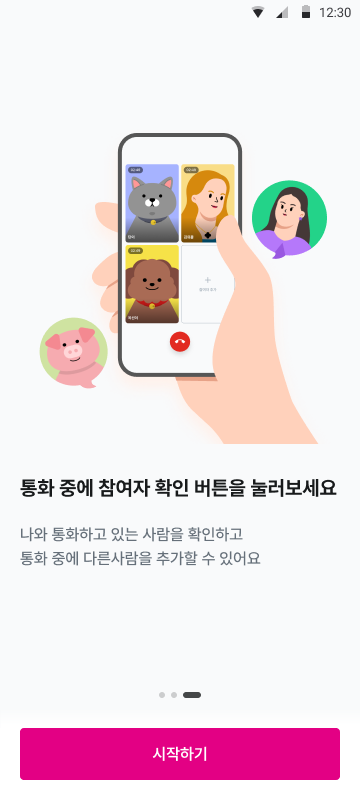 12:30
통화 중에 참여자 확인 버튼을 눌러보세요
나와 통화하고 있는 사람을 확인하고
통화 중에 다른사람을 추가할 수 있어요
시작하기